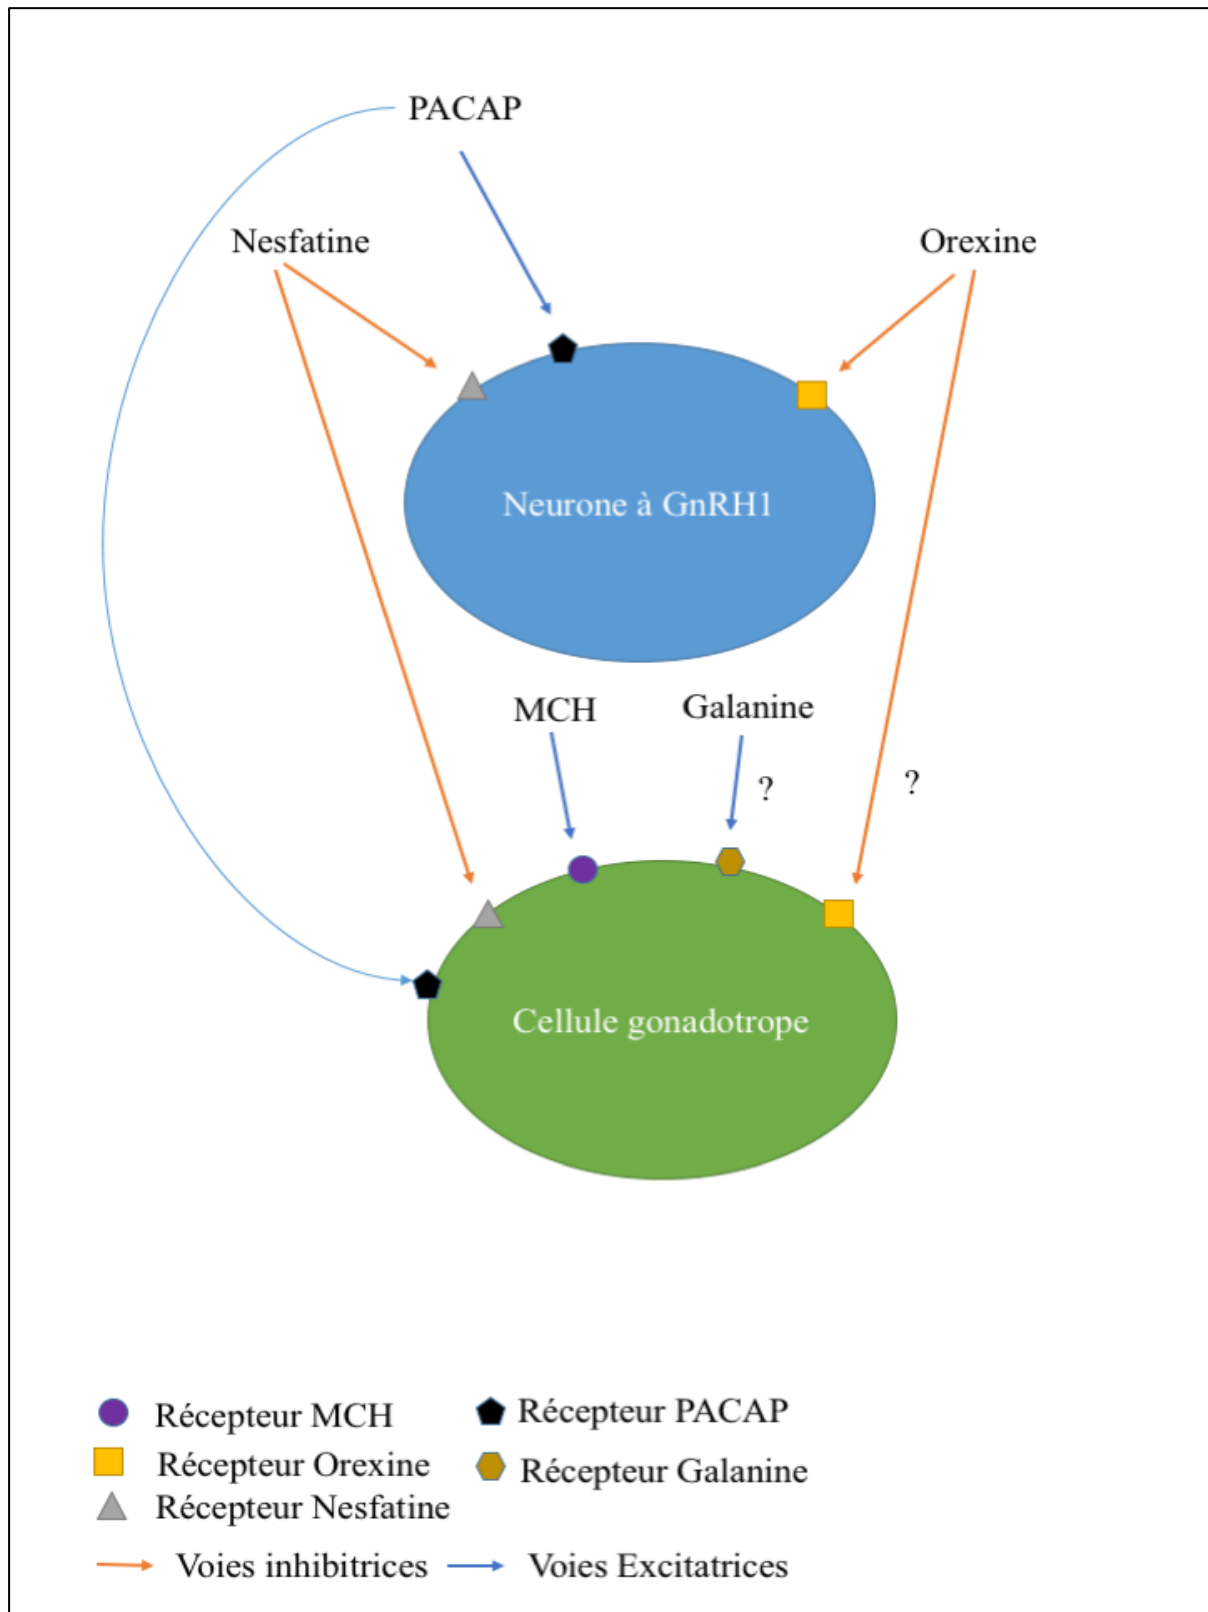 PACAP
Nesfatine
Orexine
Neurone à GnRH1
MCH
Galanine
?
?
Cellule gonadotrope
Récepteur MCH
Récepteur PACAP
Récepteur Orexine
Récepteur Galanine
Récepteur Nesfatine
Voies inhibitrices
Voies Excitatrices